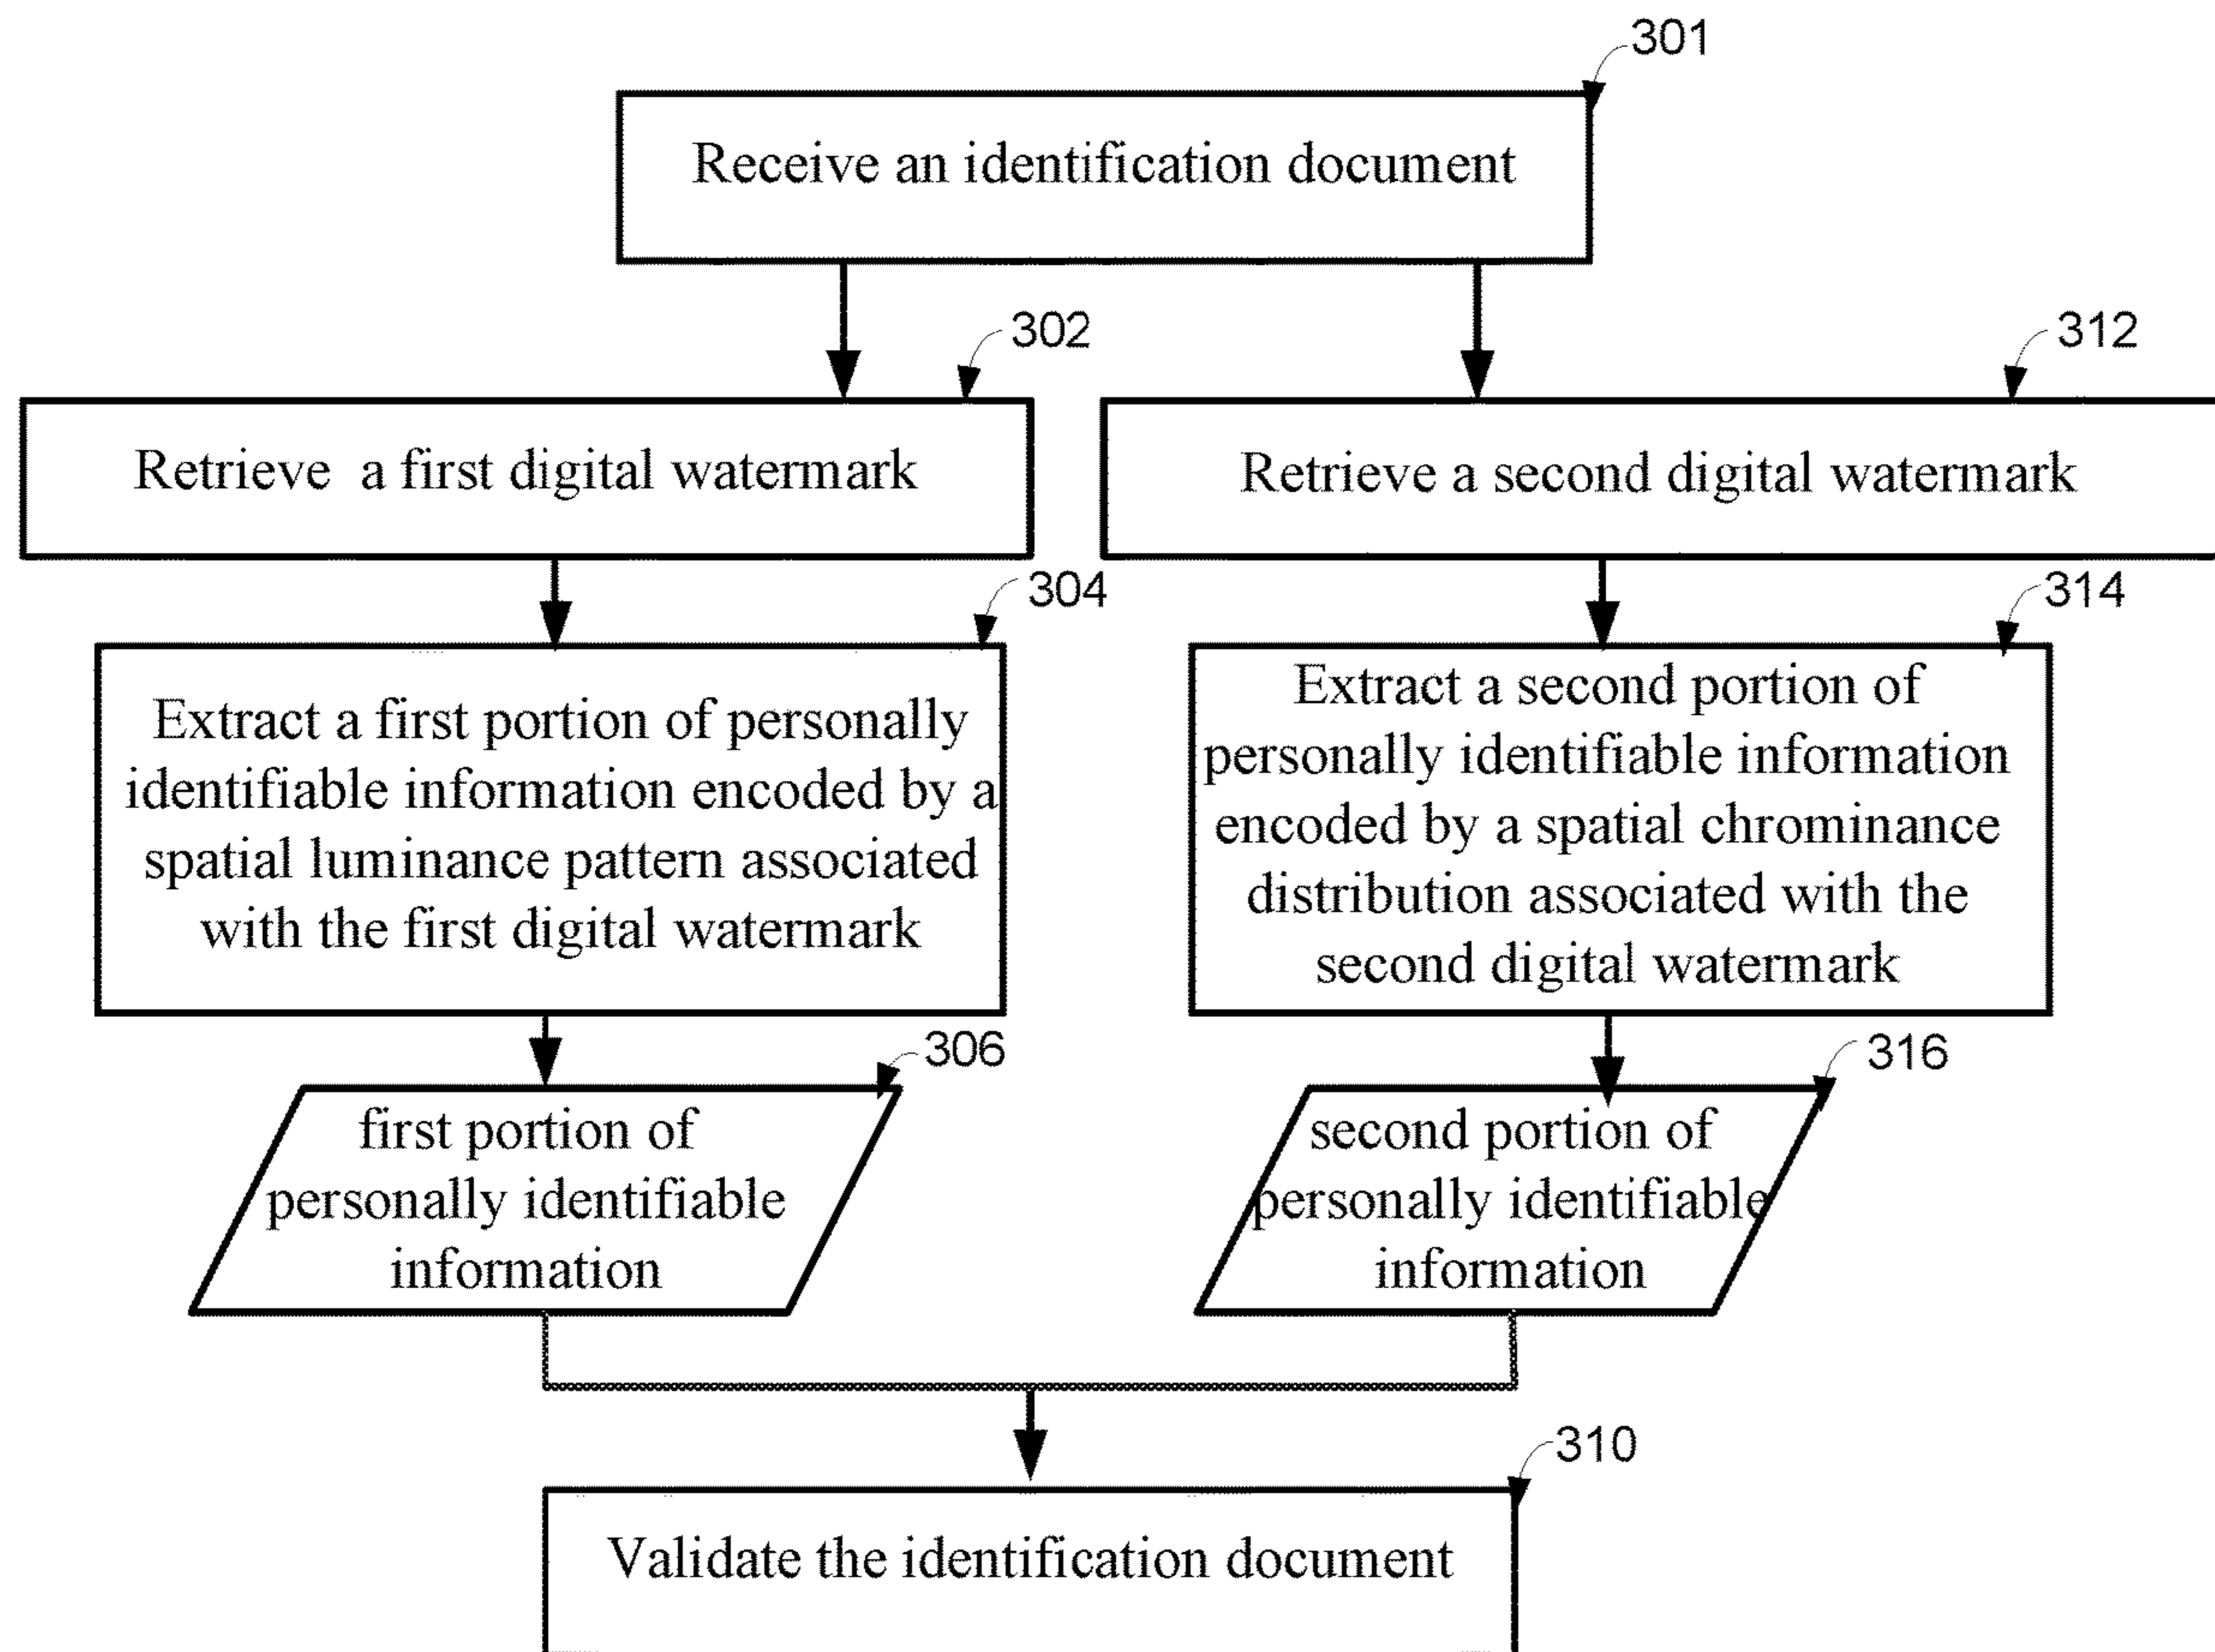 301
Receive an identification document
302
312
Retrieve a first digital watermark
Retrieve a second digital watermark
304
314
Extract a first portion of personally
identifiable information encoded by a
spatial luminance pattern associated
with the first digital watermark
Extract a second portion of
personally identifiable information
encoded by a spatial chrominance
distribution associated with the
second digital watermark
306
316
first portion of
personally identifiable
information
second portion of
personally identifiable
information
310
Validate the identification document